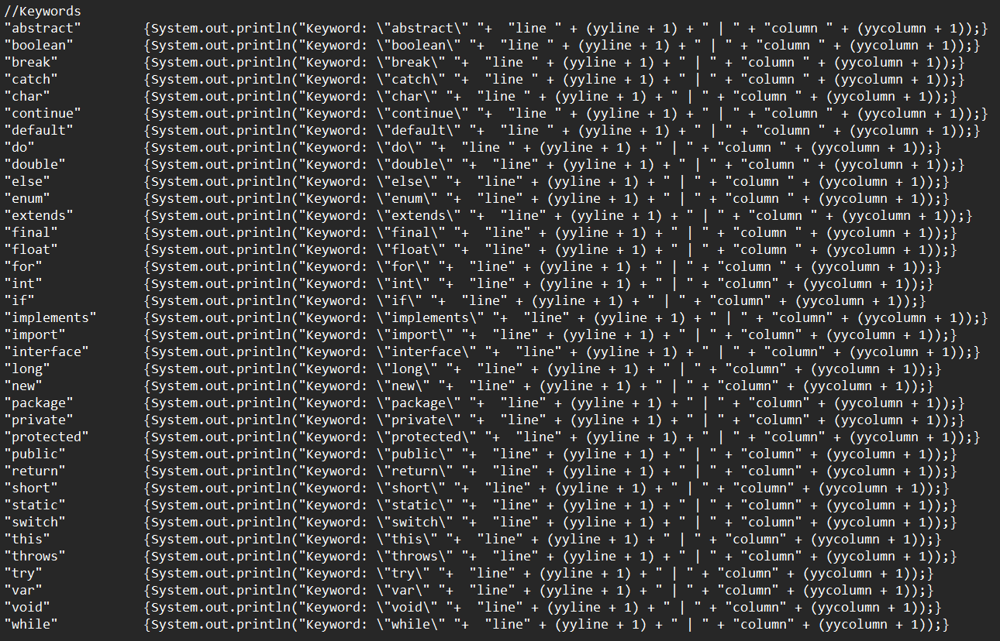 //Keywords
"abstract"        {System.out.println("Keyword: \"abstract\" "+  "line " + (yyline + 1) + " | " + "column " + (yycolumn + 1));}
"boolean"         {System.out.println("Keyword: \"boolean\" "+  "line " + (yyline + 1) + " | " + "column " + (yycolumn + 1));}
"break"           {System.out.println("Keyword: \"break\" "+  "line " + (yyline + 1) + " | " + "column " + (yycolumn + 1));}
"catch"           {System.out.println("Keyword: \"catch\" "+  "line " + (yyline + 1) + " | " + "column " + (yycolumn + 1));}
"char"            {System.out.println("Keyword: \"char\" "+  "line " + (yyline + 1) + " | " + "column " + (yycolumn + 1));}
"continue"        {System.out.println("Keyword: \"continue\" "+  "line " + (yyline + 1) + " | " + "column " + (yycolumn + 1));}
"default"         {System.out.println("Keyword: \"default\" "+  "line " + (yyline + 1) + " | " + "column " + (yycolumn + 1));}
"do"              {System.out.println("Keyword: \"do\" "+  "line " + (yyline + 1) + " | " + "column " + (yycolumn + 1));}
"double"          {System.out.println("Keyword: \"double\" "+  "line" + (yyline + 1) + " | " + "column " + (yycolumn + 1));}
"else"            {System.out.println("Keyword: \"else\" "+  "line" + (yyline + 1) + " | " + "column " + (yycolumn + 1));}
"enum"            {System.out.println("Keyword: \"enum\" "+  "line" + (yyline + 1) + " | " + "column " + (yycolumn + 1));}
"extends"         {System.out.println("Keyword: \"extends\" "+  "line" + (yyline + 1) + " | " + "column " + (yycolumn + 1));}
"final"           {System.out.println("Keyword: \"final\" "+  "line" + (yyline + 1) + " | " + "column " + (yycolumn + 1));}
"float"           {System.out.println("Keyword: \"float\" "+  "line" + (yyline + 1) + " | " + "column " + (yycolumn + 1));}
"for"             {System.out.println("Keyword: \"for\" "+  "line" + (yyline + 1) + " | " + "column " + (yycolumn + 1));}
"int"             {System.out.println("Keyword: \"int\" "+  "line" + (yyline + 1) + " | " + "column" + (yycolumn + 1));}
"if"              {System.out.println("Keyword: \"if\" "+  "line" + (yyline + 1) + " | " + "column" + (yycolumn + 1));}
"implements"      {System.out.println("Keyword: \"implements\" "+  "line" + (yyline + 1) + " | " + "column" + (yycolumn + 1));}
"import"          {System.out.println("Keyword: \"import\" "+  "line" + (yyline + 1) + " | " + "column" + (yycolumn + 1));}
"interface"       {System.out.println("Keyword: \"interface\" "+  "line" + (yyline + 1) + " | " + "column" + (yycolumn + 1));}
"long"            {System.out.println("Keyword: \"long\" "+  "line" + (yyline + 1) + " | " + "column" + (yycolumn + 1));}
"new"             {System.out.println("Keyword: \"new\" "+  "line" + (yyline + 1) + " | " + "column" + (yycolumn + 1));}
"package"         {System.out.println("Keyword: \"package\" "+  "line" + (yyline + 1) + " | " + "column" + (yycolumn + 1));}
"private"         {System.out.println("Keyword: \"private\" "+  "line" + (yyline + 1) + " | " + "column" + (yycolumn + 1));}
"protected"       {System.out.println("Keyword: \"protected\ "+  "line" + (yyline + 1) + " | " + "column" + (yycolumn + 1));}
"public"          {System.out.println("Keyword: \"public\" "+  "line" + (yyline + 1) + " | " + "column" + (yycolumn + 1));}
"return"          {System.out.println("Keyword: \"return\" "+  "line" + (yyline + 1) + " | " + "column" + (yycolumn + 1));}
"short"           {System.out.println("Keyword: \"short\" "+  "line" + (yyline + 1) + " | " + "column" + (yycolumn + 1));}
"static"          {System.out.println("Keyword: \"static\" "+  "line" + (yyline + 1) + " | " + "column" + (yycolumn + 1));}
"switch"          {System.out.println("Keyword: \"switch\" "+  "line" + (yyline + 1) + " | " + "column" + (yycolumn + 1));}
"this"            {System.out.println("Keyword: \"this\" "+  "line" + (yyline + 1) + " | " + "column" + (yycolumn + 1));}
"throws"          {System.out.println("Keyword: \"throws\" "+  "line" + (yyline + 1) + " | " + "column" + (yycolumn + 1));}
"try"             {System.out.println("Keyword: \"try\" "+  "line" + (yyline + 1) + " | " + "column" + (yycolumn + 1));}
"var"             {System.out.println("Keyword: \"var\" "+  "line" + (yyline + 1) + " | " + "column" + (yycolumn + 1));}
"void"            {System.out.println("Keyword: \"void\" "+  "line" + (yyline + 1) + " | " + "column" + (yycolumn + 1));}
"while"           {System.out.println("Keyword: \"while\" "+  "line" + (yyline + 1) + " | " + "column" + (yycolumn + 1));}